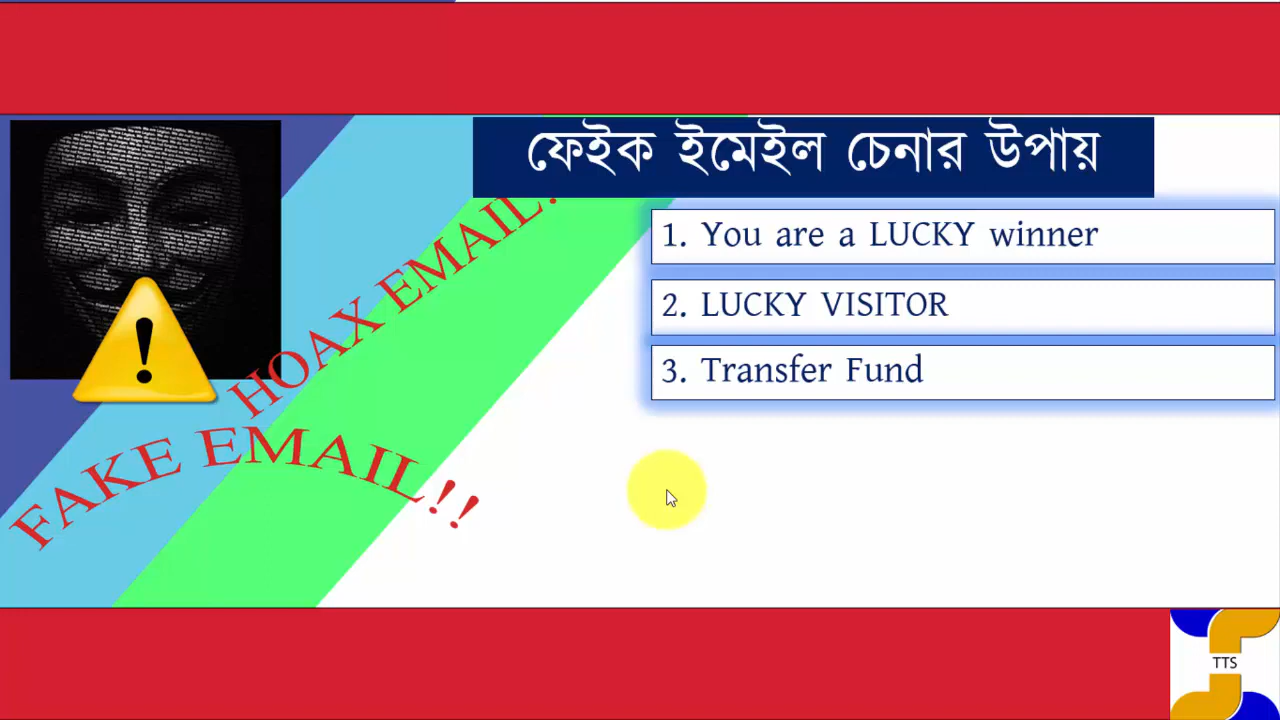 ফেইক ইমেইল চেনার উপায়
1. You are a LUCKY winner
2. LUCKY VISITOR
3. Transfer Fund
HOAX EMAIL!
FAKE EMAIL!!
TTS